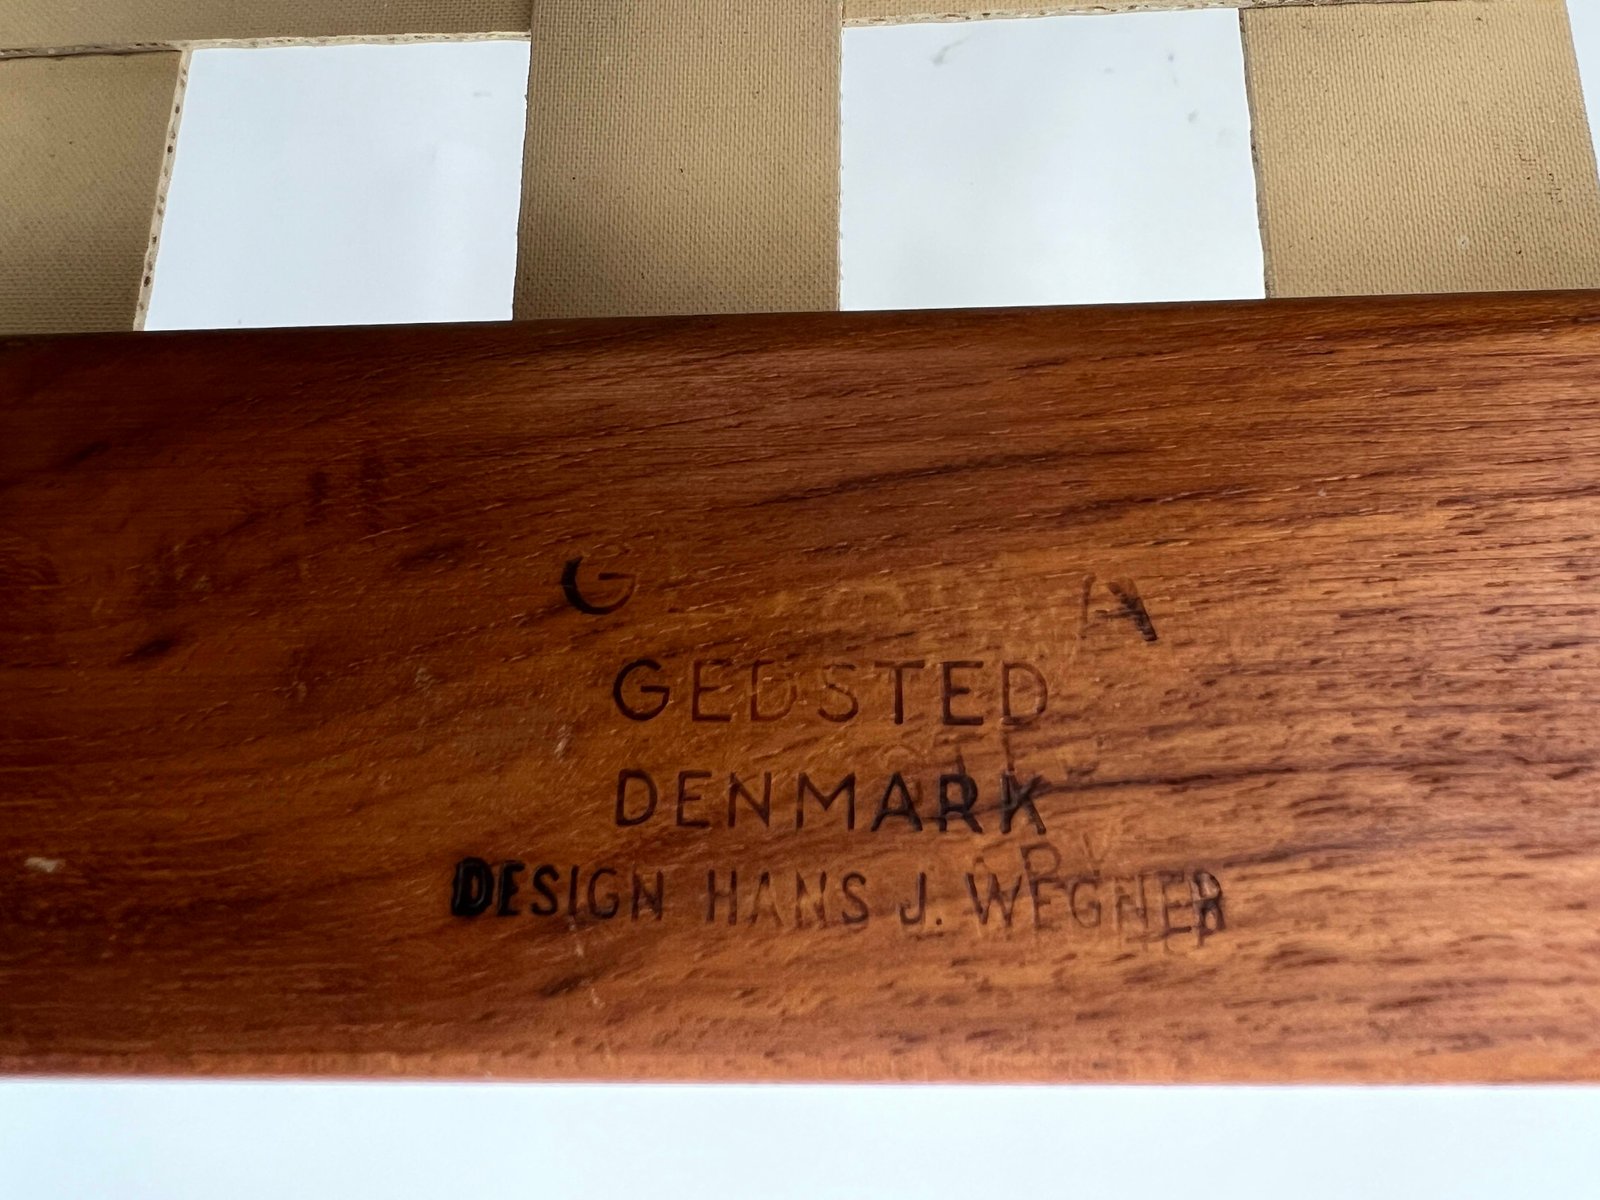 GEDSTED
DENMARK
DESIGN HANS J. WEGNER